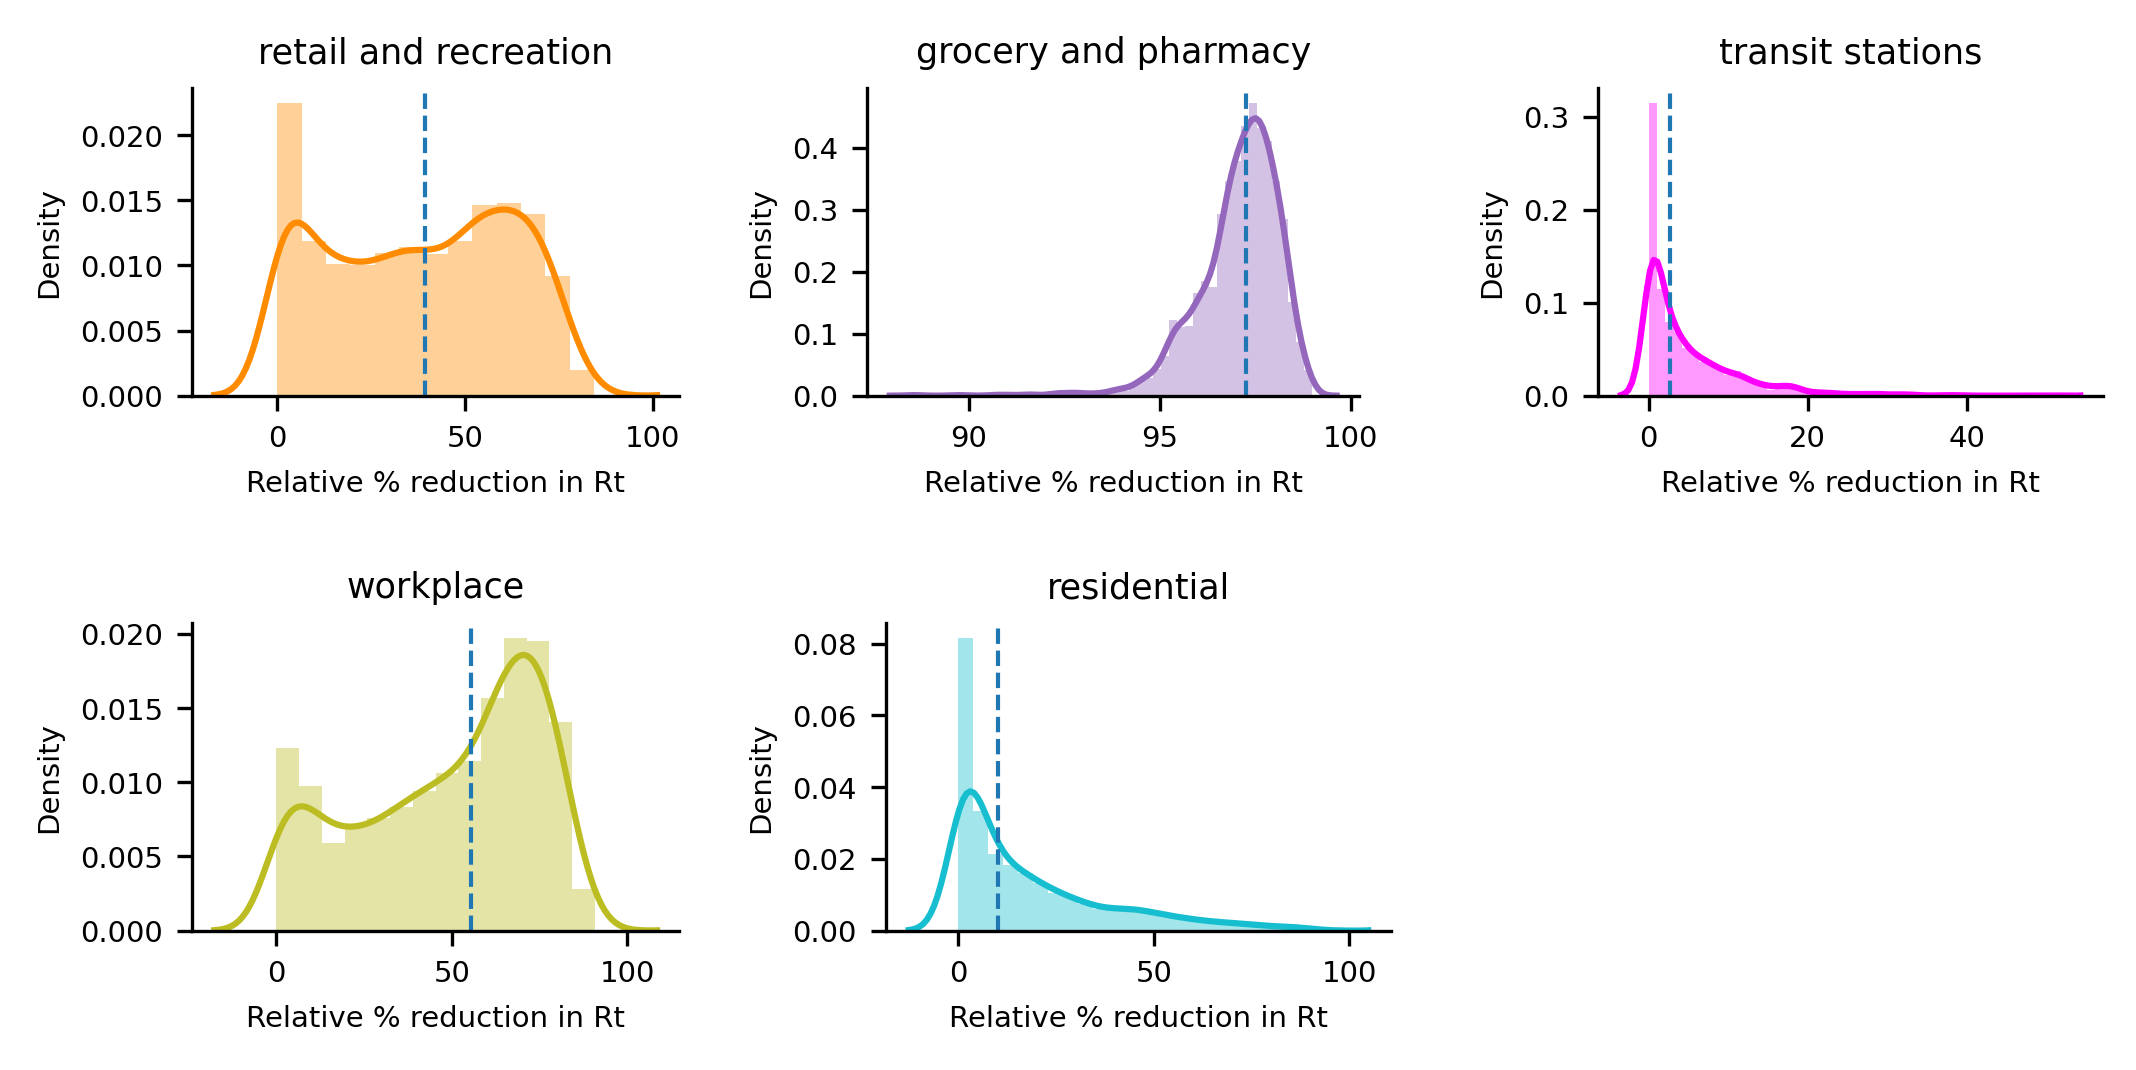 retail and recreation
0.020
0.015
0.010
0.005
0.000
Density
0 50 100
Relative % reduction in Rt
grocery and pharmacy
0.4
0.3
0.2
0.1
0.0
Density
90 95 100
Relative % reduction in Rt
transit stations
0.3
0.2
0.1
0.0
Density
0 20 40
Relative % reduction in Rt
workplace
0.020
0.015
0.010
0.005
0.000
Density
0 50 100
Relative % reduction in Rt
residential
0.08
0.06
0.04
0.02
0.00
Density
0 50 100
Relative % reduction in Rt